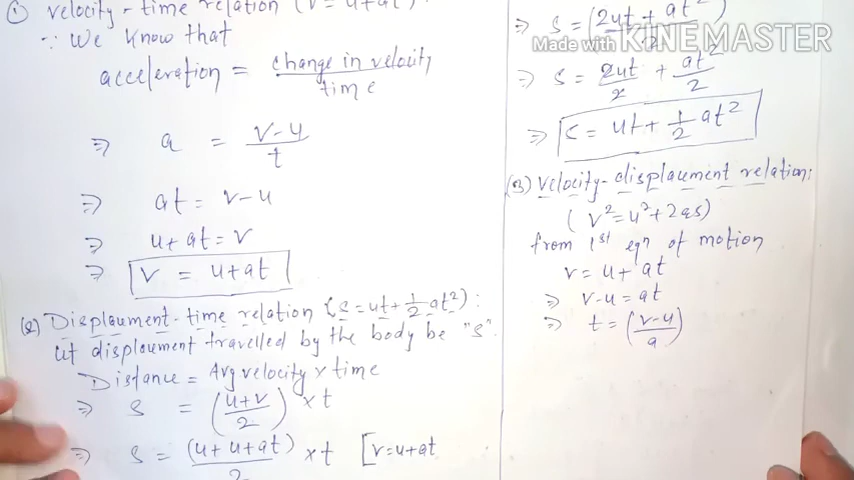 ① velocity-time relation (v = u+at):
∵ We know that
acceleration = change in velocity
time
⇒ a = v-u
t
⇒ at = v-u
⇒ u+at = v
⇒ v = u+at
(2) Displaument-time relation (s=ut+1/2 at²):
let displaument travelled by the body be "s".
Distance = Avg velocity × time
⇒ s = (u+v/2) × t
⇒ s = (u+u+at) × t [v=u+at
2
⇒ s = (2ut + at²)
2
Made with KINEMASTER
⇒ s = 2ut/2 + at²/2
⇒ s = ut + 1/2 at²
(3) velocity-displaument relation:
(v²=u²+2as)
from 1st eqn of motion
v = u + at
⇒ v-u = at
⇒ t = (v-u/a)